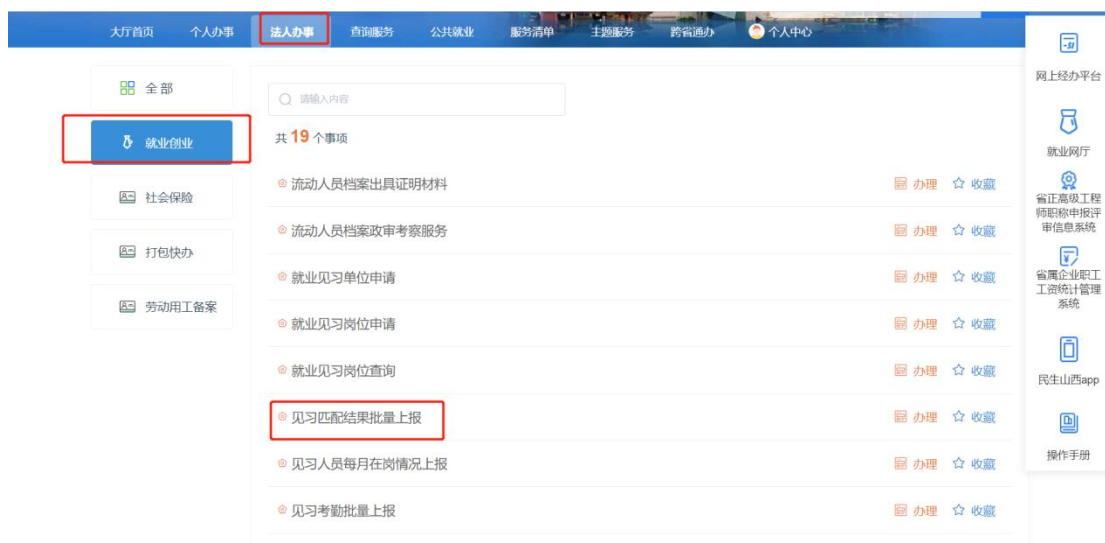 大厅首页 个人办事 法人办事 查询服务 公共就业 服务清单 主题服务 跨省通办 个人中心
全部
就业创业
社会保险
打包快办
劳动用工备案
请输入内容
共 19 个事项
流动人员档案出具证明材料 办理 收藏
流动人员档案政审考察服务 办理 收藏
就业见习单位申请 办理 收藏
就业见习岗位申请 办理 收藏
就业见习岗位查询 办理 收藏
见习匹配结果批量上报 办理 收藏
见习人员每月在岗情况上报 办理 收藏
见习考勤批量上报 办理 收藏
网上经办平台
就业网厅
省正高级工程
师职称申报评
审信息系统
省属企业职工
工资统计管理
系统
民生山西app
操作手册